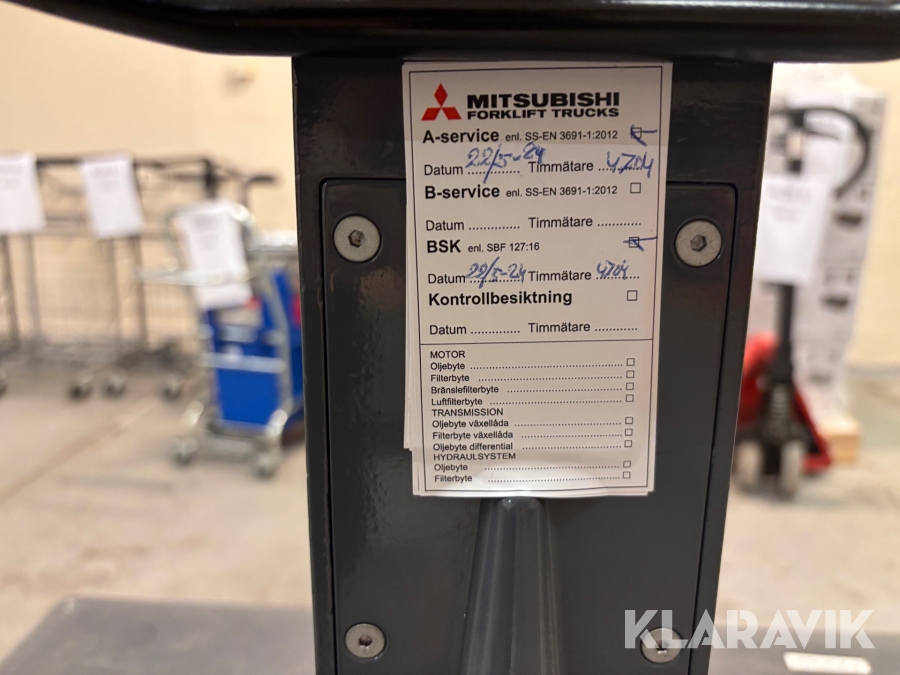 MITSUBISHI
FORKLIFT TRUCKS
A-service enl. SS-EN 3691-1:2012
Datum 22/5-24 Timmätare 4704
B-service enl. SS-EN 3691-1:2012 ☐
Datum .............. Timmätare ............
BSK enl. SBF 127:16
Datum 22/5-24 Timmätare 4704
Kontrollbesiktning ☐
Datum .............. Timmätare ............
MOTOR
Oljebyte ☐
Filterbyte ☐
Bränslefilterbyte ☐
Luftfilterbyte ☐
TRANSMISSION
Oljebyte växellåda ☐
Filterbyte växellåda ☐
Oljebyte differential ☐
HYDRAULSYSTEM
Oljebyte ☐
Filterbyte ☐
KLARAVIK